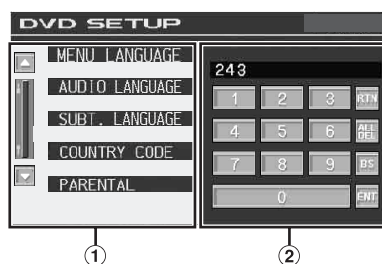 DVD SETUP
MENU LANGUAGE
AUDIO LANGUAGE
SUBT. LANGUAGE
COUNTRY CODE
PARENTAL
243
1 2 3 RTN
4 5 6 ALL DEL
7 8 9 BS
0 ENT
1 2